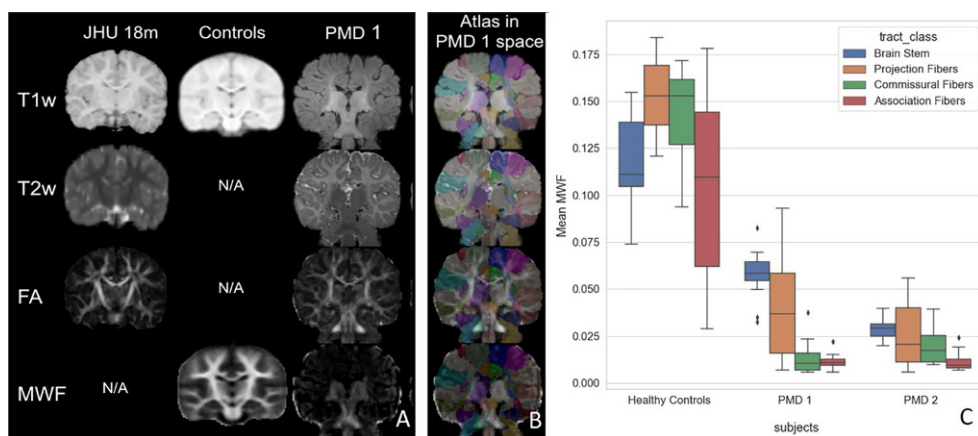 JHU 18m Controls PMD 1
T1w
T2w N/A
FA N/A
MWF N/A
A
Atlas in
PMD 1 space
B
tract_class
Brain Stem
Projection Fibers
Commissural Fibers
Association Fibers
Mean MWF
0.175
0.150
0.125
0.100
0.075
0.050
0.025
0.000
Healthy Controls PMD 1 PMD 2
subjects
C